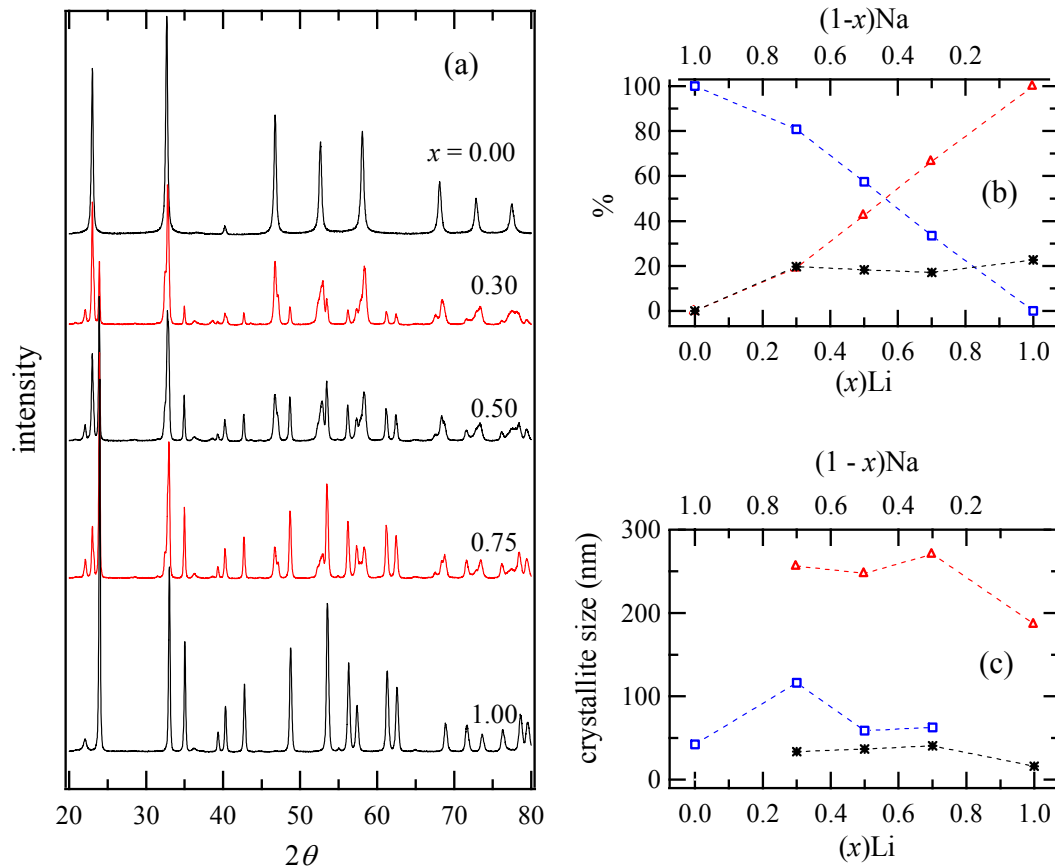 (a)
x = 0.00
0.30
0.50
0.75
1.00
intensity
20 30 40 50 60 70 80
2θ
(1-x)Na
1.0 0.8 0.6 0.4 0.2
100
80
60
40
20
0
%
(b)
0.0 0.2 0.4 0.6 0.8 1.0
(x)Li
(1 - x)Na
1.0 0.8 0.6 0.4 0.2
300
200
100
0
crystallite size (nm)
(c)
0.0 0.2 0.4 0.6 0.8 1.0
(x)Li